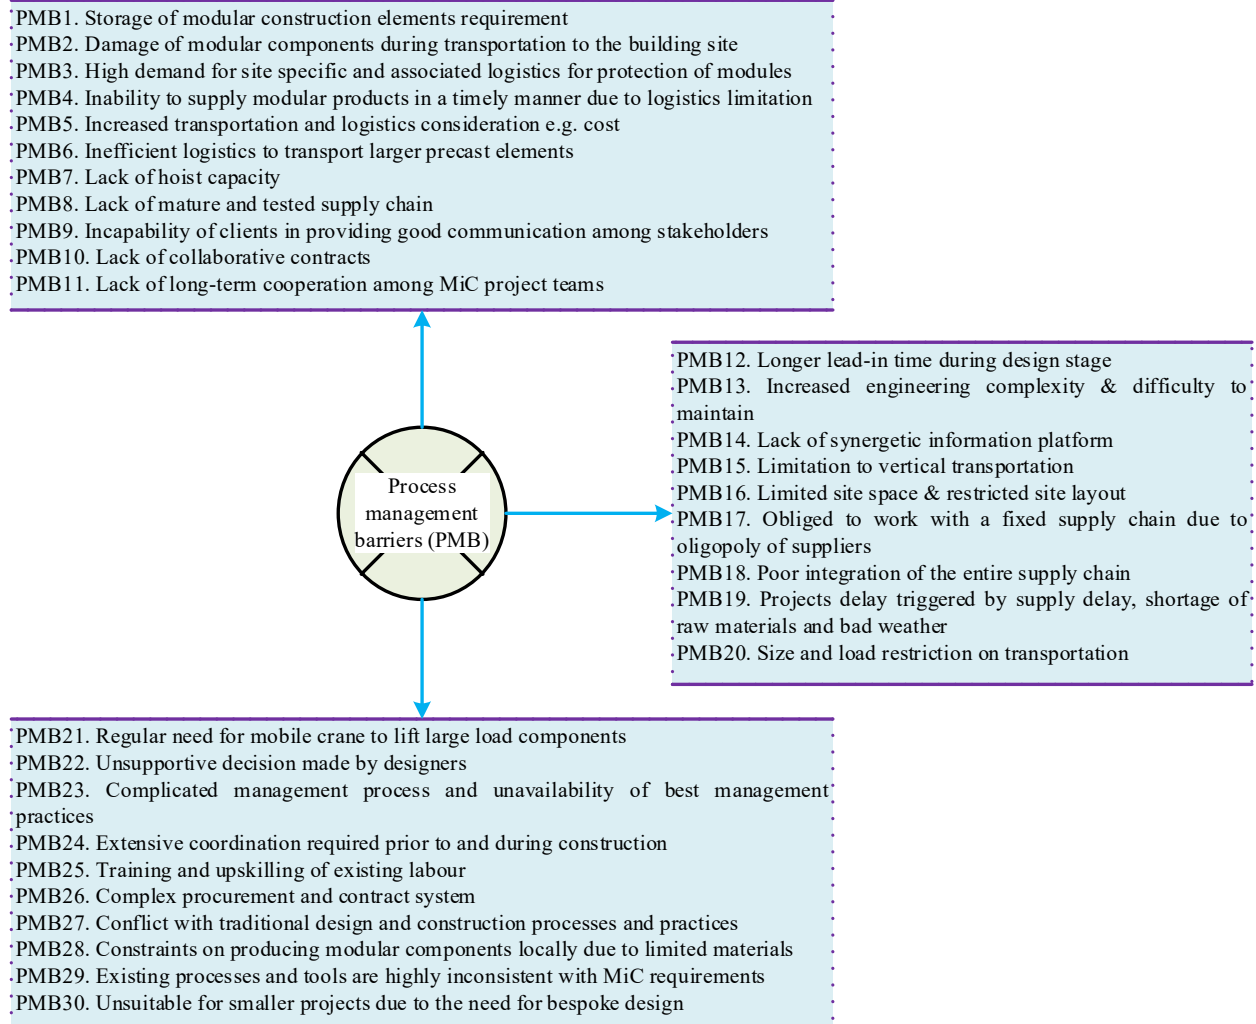 PMB1. Storage of modular construction elements requirement
PMB2. Damage of modular components during transportation to the building site
PMB3. High demand for site specific and associated logistics for protection of modules
PMB4. Inability to supply modular products in a timely manner due to logistics limitation
PMB5. Increased transportation and logistics consideration e.g. cost
PMB6. Inefficient logistics to transport larger precast elements
PMB7. Lack of hoist capacity
PMB8. Lack of mature and tested supply chain
PMB9. Incapability of clients in providing good communication among stakeholders
PMB10. Lack of collaborative contracts
PMB11. Lack of long-term cooperation among MiC project teams
Process
management
barriers (PMB)
PMB12. Longer lead-in time during design stage
PMB13. Increased engineering complexity & difficulty to
maintain
PMB14. Lack of synergetic information platform
PMB15. Limitation to vertical transportation
PMB16. Limited site space & restricted site layout
PMB17. Obliged to work with a fixed supply chain due to
oligopoly of suppliers
PMB18. Poor integration of the entire supply chain
PMB19. Projects delay triggered by supply delay, shortage of
raw materials and bad weather
PMB20. Size and load restriction on transportation
PMB21. Regular need for mobile crane to lift large load components
PMB22. Unsupportive decision made by designers
PMB23. Complicated management process and unavailability of best management
practices
PMB24. Extensive coordination required prior to and during construction
PMB25. Training and upskilling of existing labour
PMB26. Complex procurement and contract system
PMB27. Conflict with traditional design and construction processes and practices
PMB28. Constraints on producing modular components locally due to limited materials
PMB29. Existing processes and tools are highly inconsistent with MiC requirements
PMB30. Unsuitable for smaller projects due to the need for bespoke design